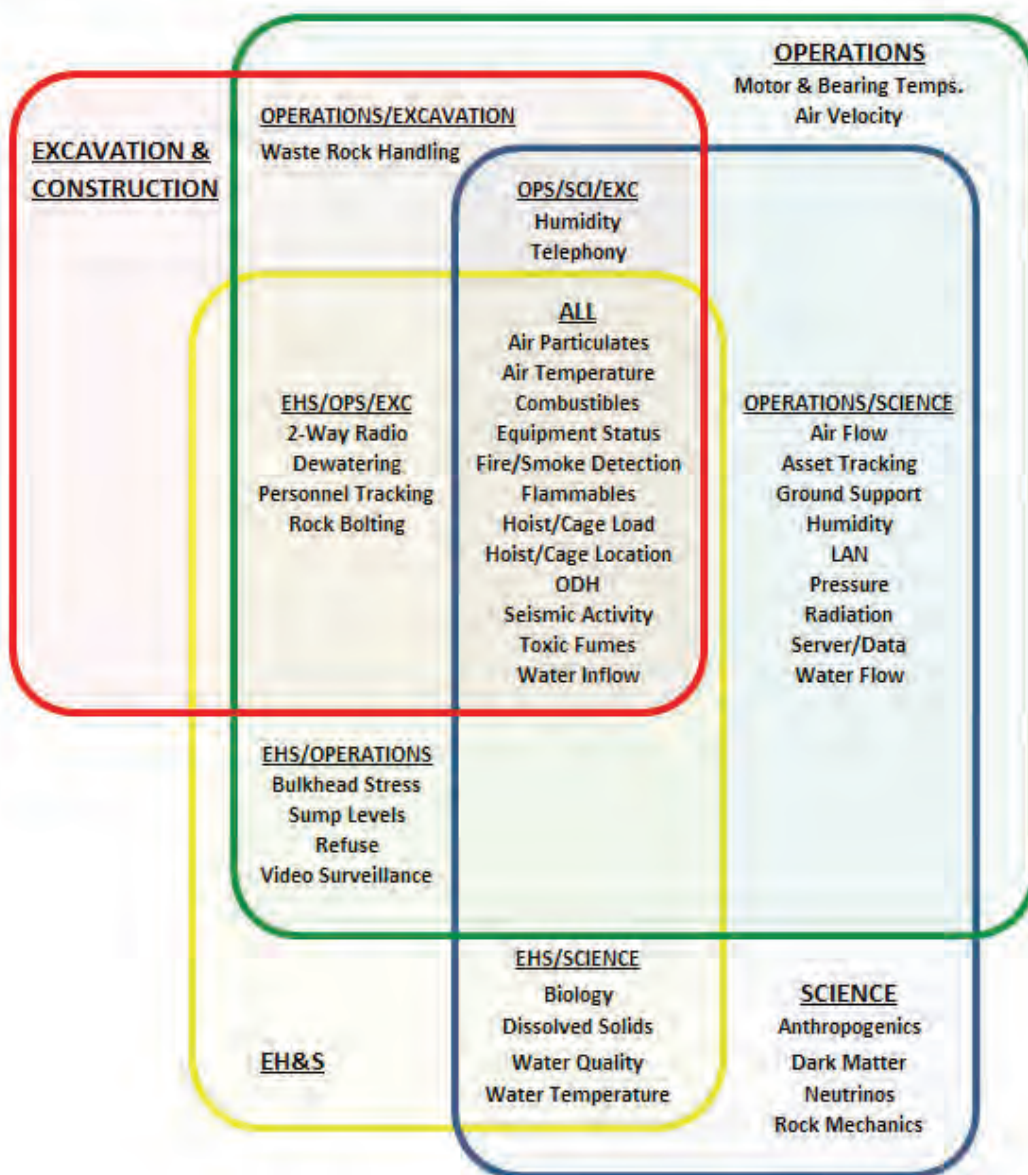 OPERATIONS
Motor & Bearing Temps.
Air Velocity
OPERATIONS/EXCAVATION
Waste Rock Handling
EXCAVATION &
CONSTRUCTION
OPS/SCI/EXC
Humidity
Telephony
ALL
Air Particulates
Air Temperature
Combustibles
Equipment Status
Fire/Smoke Detection
Flammables
Hoist/Cage Load
Hoist/Cage Location
ODH
Seismic Activity
Toxic Fumes
Water Inflow
EHS/OPS/EXC
2-Way Radio
Dewatering
Personnel Tracking
Rock Bolting
OPERATIONS/SCIENCE
Air Flow
Asset Tracking
Ground Support
Humidity
LAN
Pressure
Radiation
Server/Data
Water Flow
EHS/OPERATIONS
Bulkhead Stress
Sump Levels
Refuse
Video Surveillance
EHS/SCIENCE
Biology
Dissolved Solids
Water Quality
Water Temperature
EH&S
SCIENCE
Anthropogenics
Dark Matter
Neutrinos
Rock Mechanics